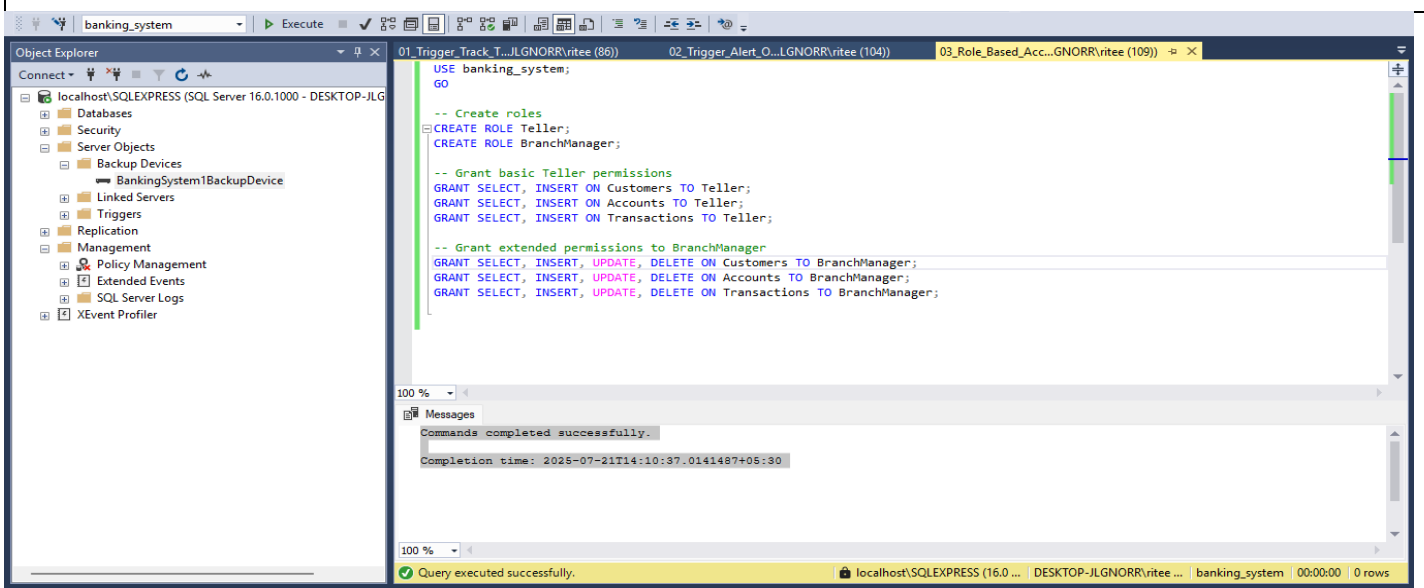 banking_system
Execute
Object Explorer
01_Trigger_Track_T...JLGNORR\ritee (86))
02_Trigger_Alert_O...LGNORR\ritee (104))
03_Role_Based_Acc...GNORR\ritee (109))
Connect
localhost\SQLEXPRESS (SQL Server 16.0.1000 - DESKTOP-JLG
Databases
Security
Server Objects
Backup Devices
BankingSystem1BackupDevice
Linked Servers
Triggers
Replication
Management
Policy Management
Extended Events
SQL Server Logs
XEvent Profiler
USE banking_system;
GO
-- Create roles
CREATE ROLE Teller;
CREATE ROLE BranchManager;
-- Grant basic Teller permissions
GRANT SELECT, INSERT ON Customers TO Teller;
GRANT SELECT, INSERT ON Accounts TO Teller;
GRANT SELECT, INSERT ON Transactions TO Teller;
-- Grant extended permissions to BranchManager
GRANT SELECT, INSERT, UPDATE, DELETE ON Customers TO BranchManager;
GRANT SELECT, INSERT, UPDATE, DELETE ON Accounts TO BranchManager;
GRANT SELECT, INSERT, UPDATE, DELETE ON Transactions TO BranchManager;
100 %
Messages
Commands completed successfully.
Completion time: 2025-07-21T14:10:37.0141487+05:30
100 %
Query executed successfully.
localhost\SQLEXPRESS (16.0 ...
DESKTOP-JLGNORR\ritee ...
banking_system
00:00:00
0 rows